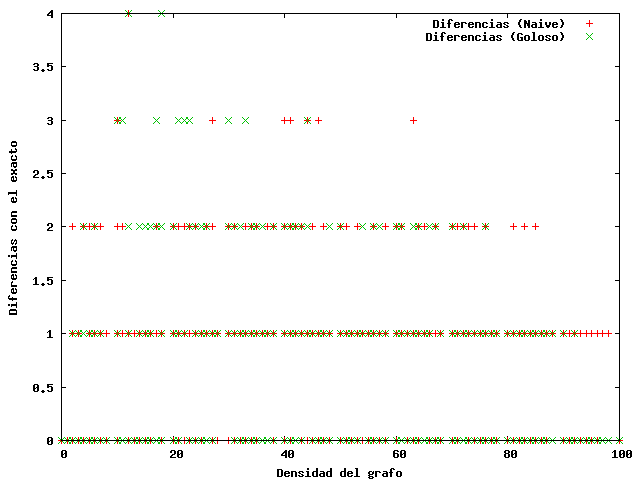 Diferencias (Naive)
Diferencias (Goloso)
4
3.5
3
2.5
2
1.5
1
0.5
0
Diferencias con el exacto
0 20 40 60 80 100
Densidad del grafo